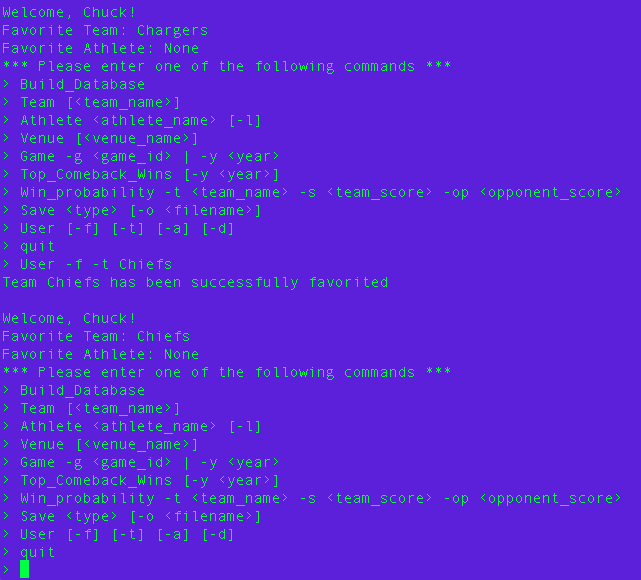 Welcome, Chuck!
Favorite Team: Chargers
Favorite Athlete: None
*** Please enter one of the following commands ***
> Build_Database
> Team [<team_name>]
> Athlete <athlete_name> [-l]
> Venue [<venue_name>]
> Game -g <game_id> | -y <year>
> Top_Comeback_Wins [-y <year>]
> Win_probability -t <team_name> -s <team_score> -op <opponent_score>
> Save <type> [-o <filename>]
> User [-f] [-t] [-a] [-d]
> quit
> User -f -t Chiefs
Team Chiefs has been successfully favorited

Welcome, Chuck!
Favorite Team: Chiefs
Favorite Athlete: None
*** Please enter one of the following commands ***
> Build_Database
> Team [<team_name>]
> Athlete <athlete_name> [-l]
> Venue [<venue_name>]
> Game -g <game_id> | -y <year>
> Top_Comeback_Wins [-y <year>]
> Win_probability -t <team_name> -s <team_score> -op <opponent_score>
> Save <type> [-o <filename>]
> User [-f] [-t] [-a] [-d]
> quit
>